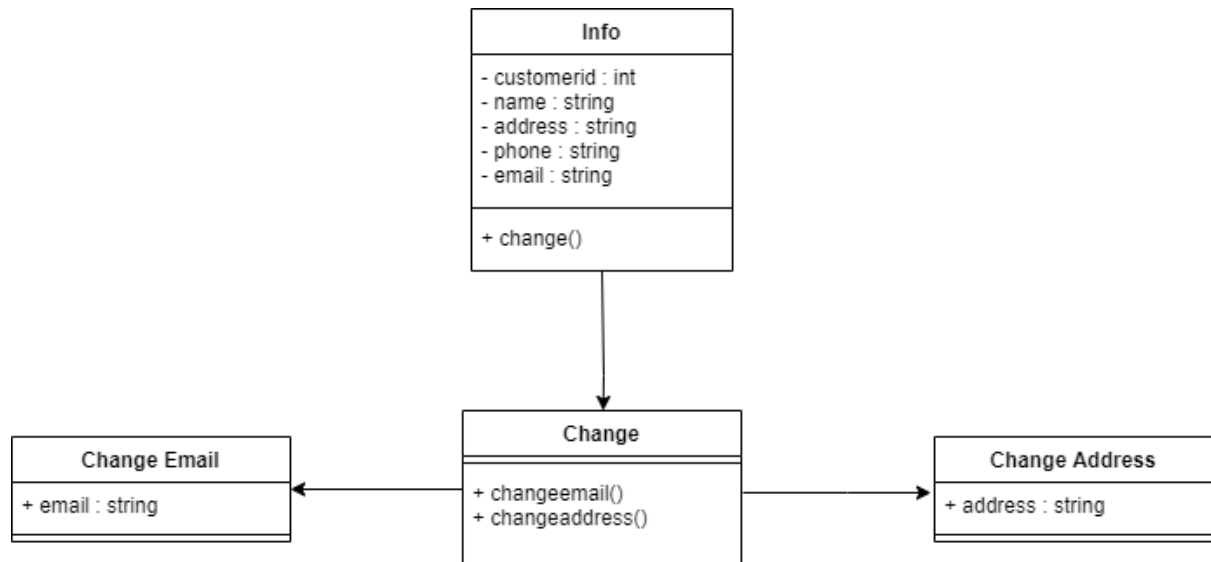 Info
- customerid : int
- name : string
- address : string
- phone : string
- email : string
+ change()
Change Email
+ email : string
Change
+ changeemail()
+ changeaddress()
Change Address
+ address : string